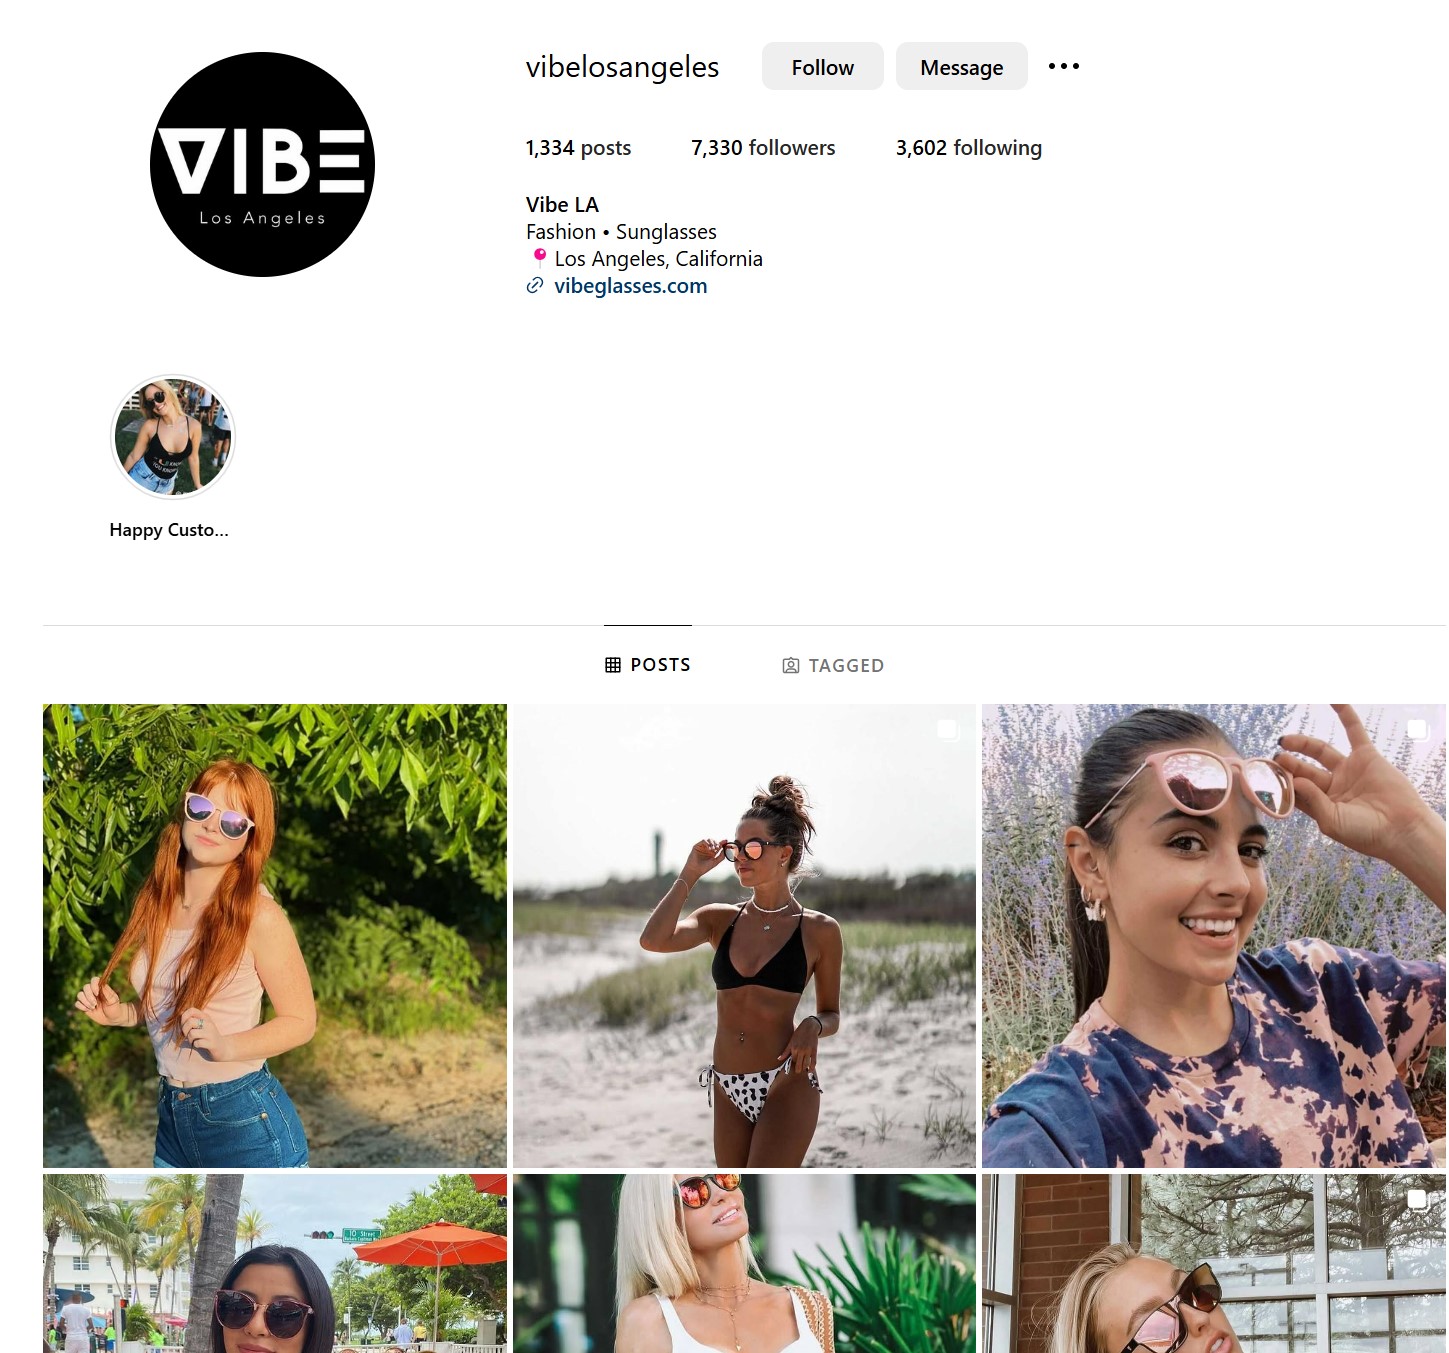 VIBE
Los Angeles
vibelosangeles
Follow
Message
1,334 posts
7,330 followers
3,602 following
Vibe LA
Fashion • Sunglasses
📍 Los Angeles, California
vibeglasses.com
Happy Custo...
POSTS
TAGGED
10 Street